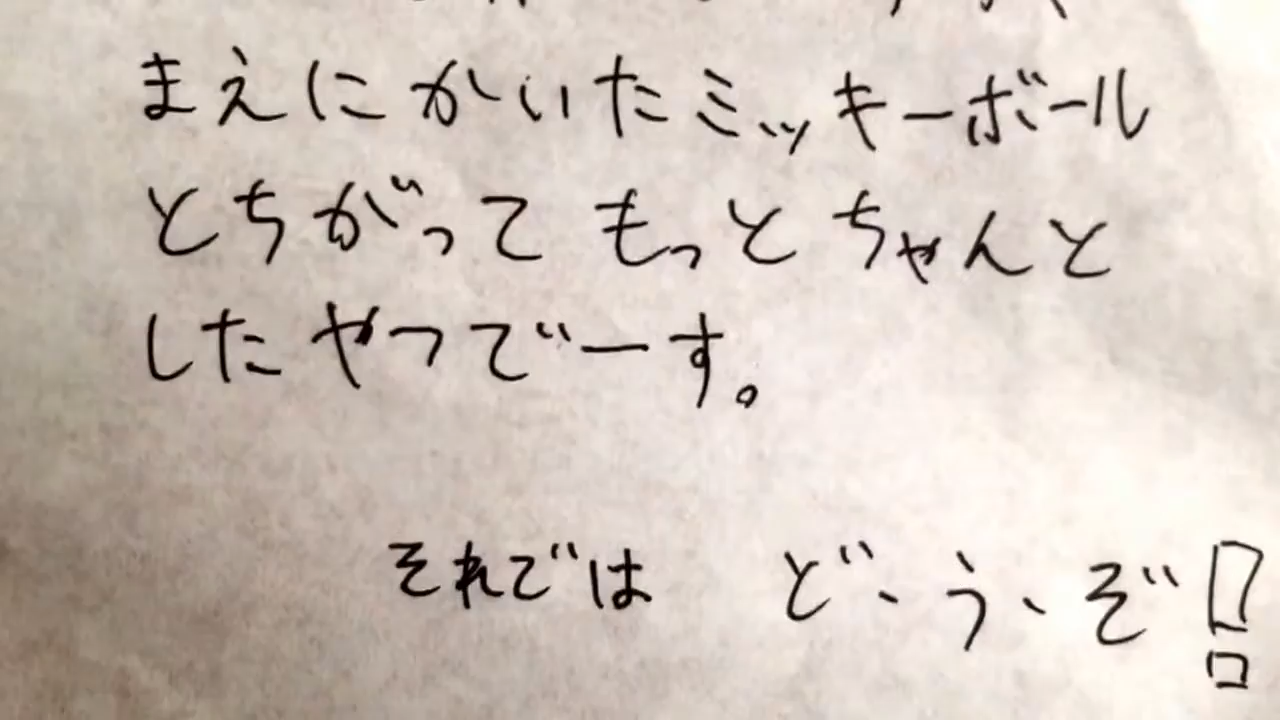 まえにかいたミッキーボール
とちがって もっとちゃんと
したやつでーす。
それでは ど、う、ぞ!